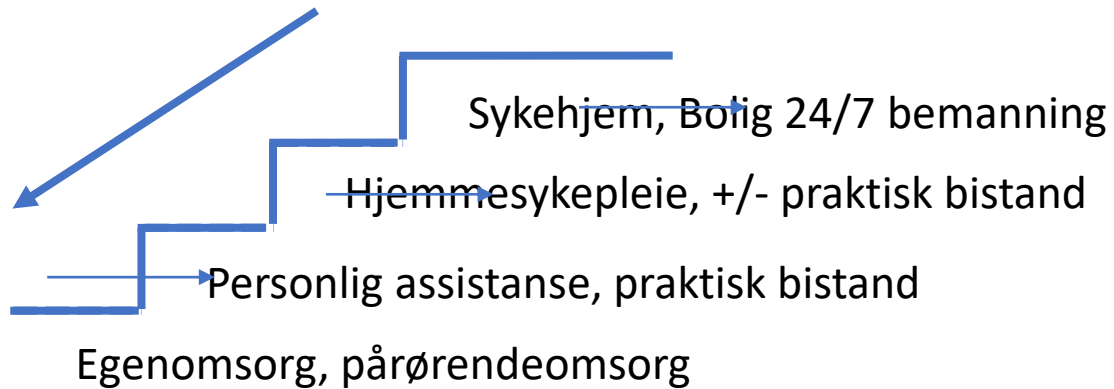 Sykehjem, Bolig 24/7 bemanning
Hjemmesykepleie, +/- praktisk bistand
Personlig assistanse, praktisk bistand
Egenomsorg, pårørendeomsorg